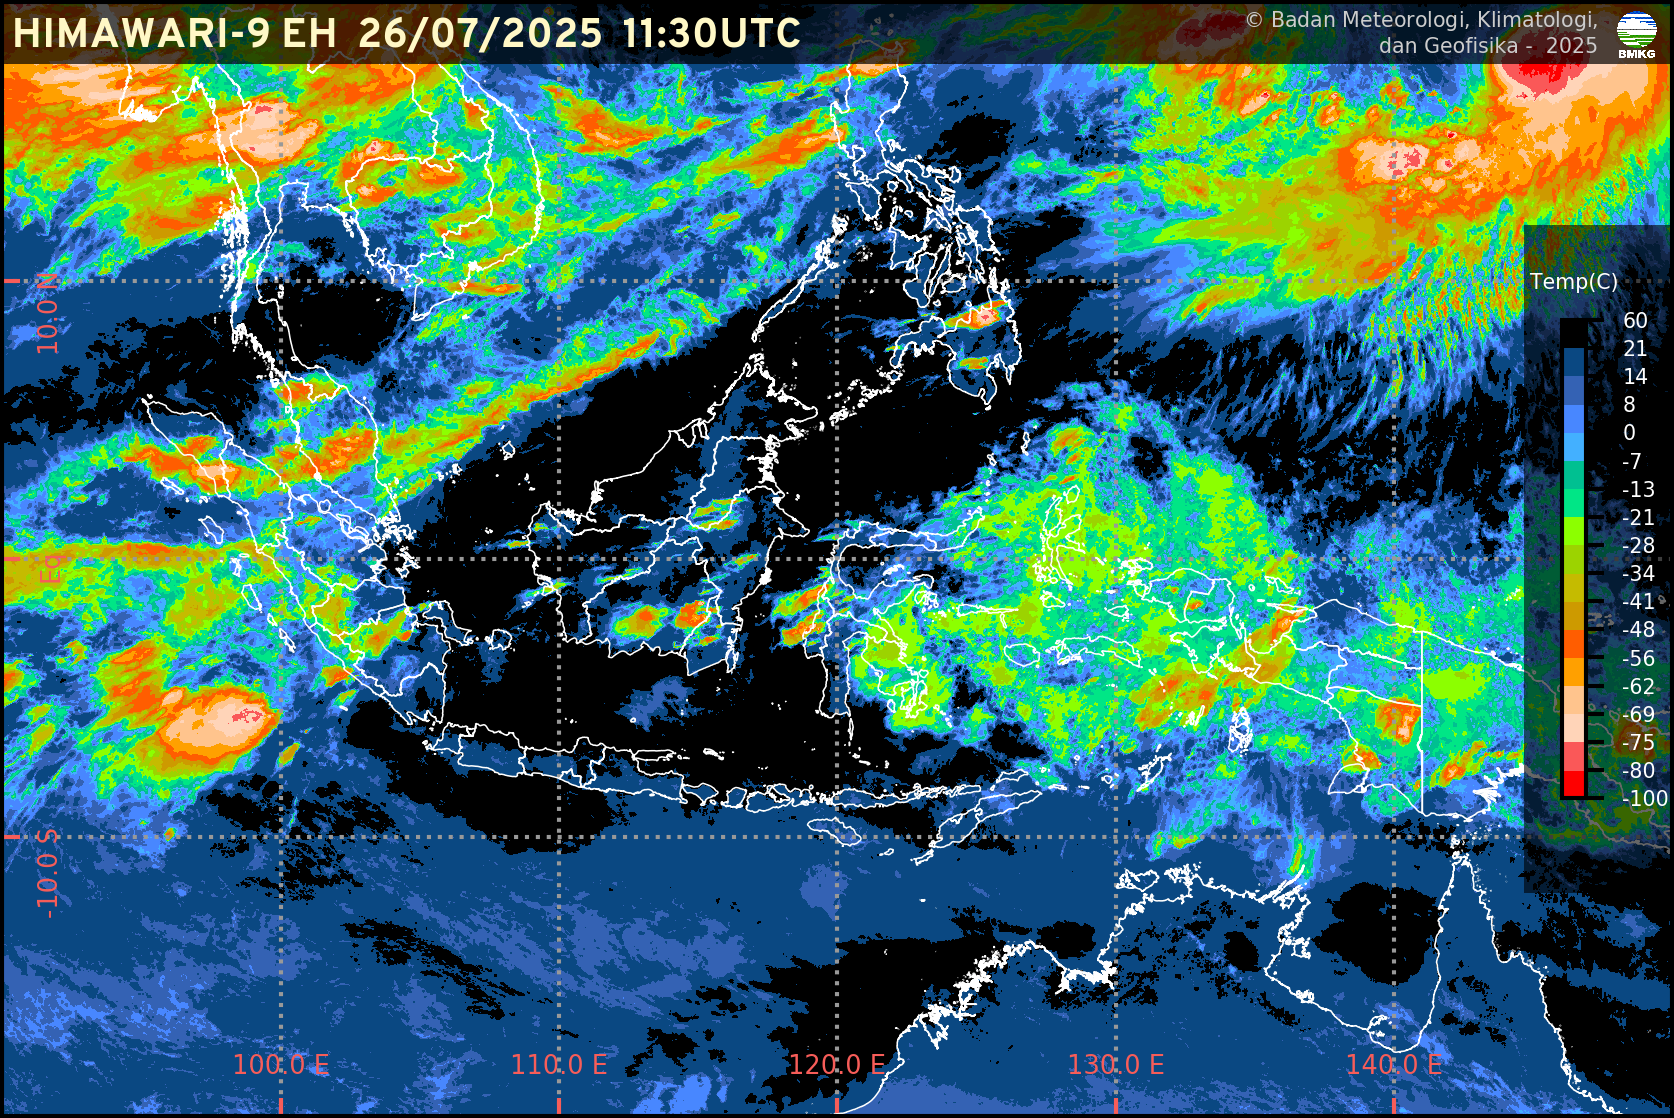 HIMAWARI-9 EH 26/07/2025 11:30UTC
© Badan Meteorologi, Klimatologi,
dan Geofisika - 2025
BMKG
Temp(C)
60
21
14
8
0
-7
-13
-21
-28
-34
-41
-48
-56
-62
-69
-75
-80
-100
10.0 N
Eq
-10.0 S
100.0 E
110.0 E
120.0 E
130.0 E
140.0 E